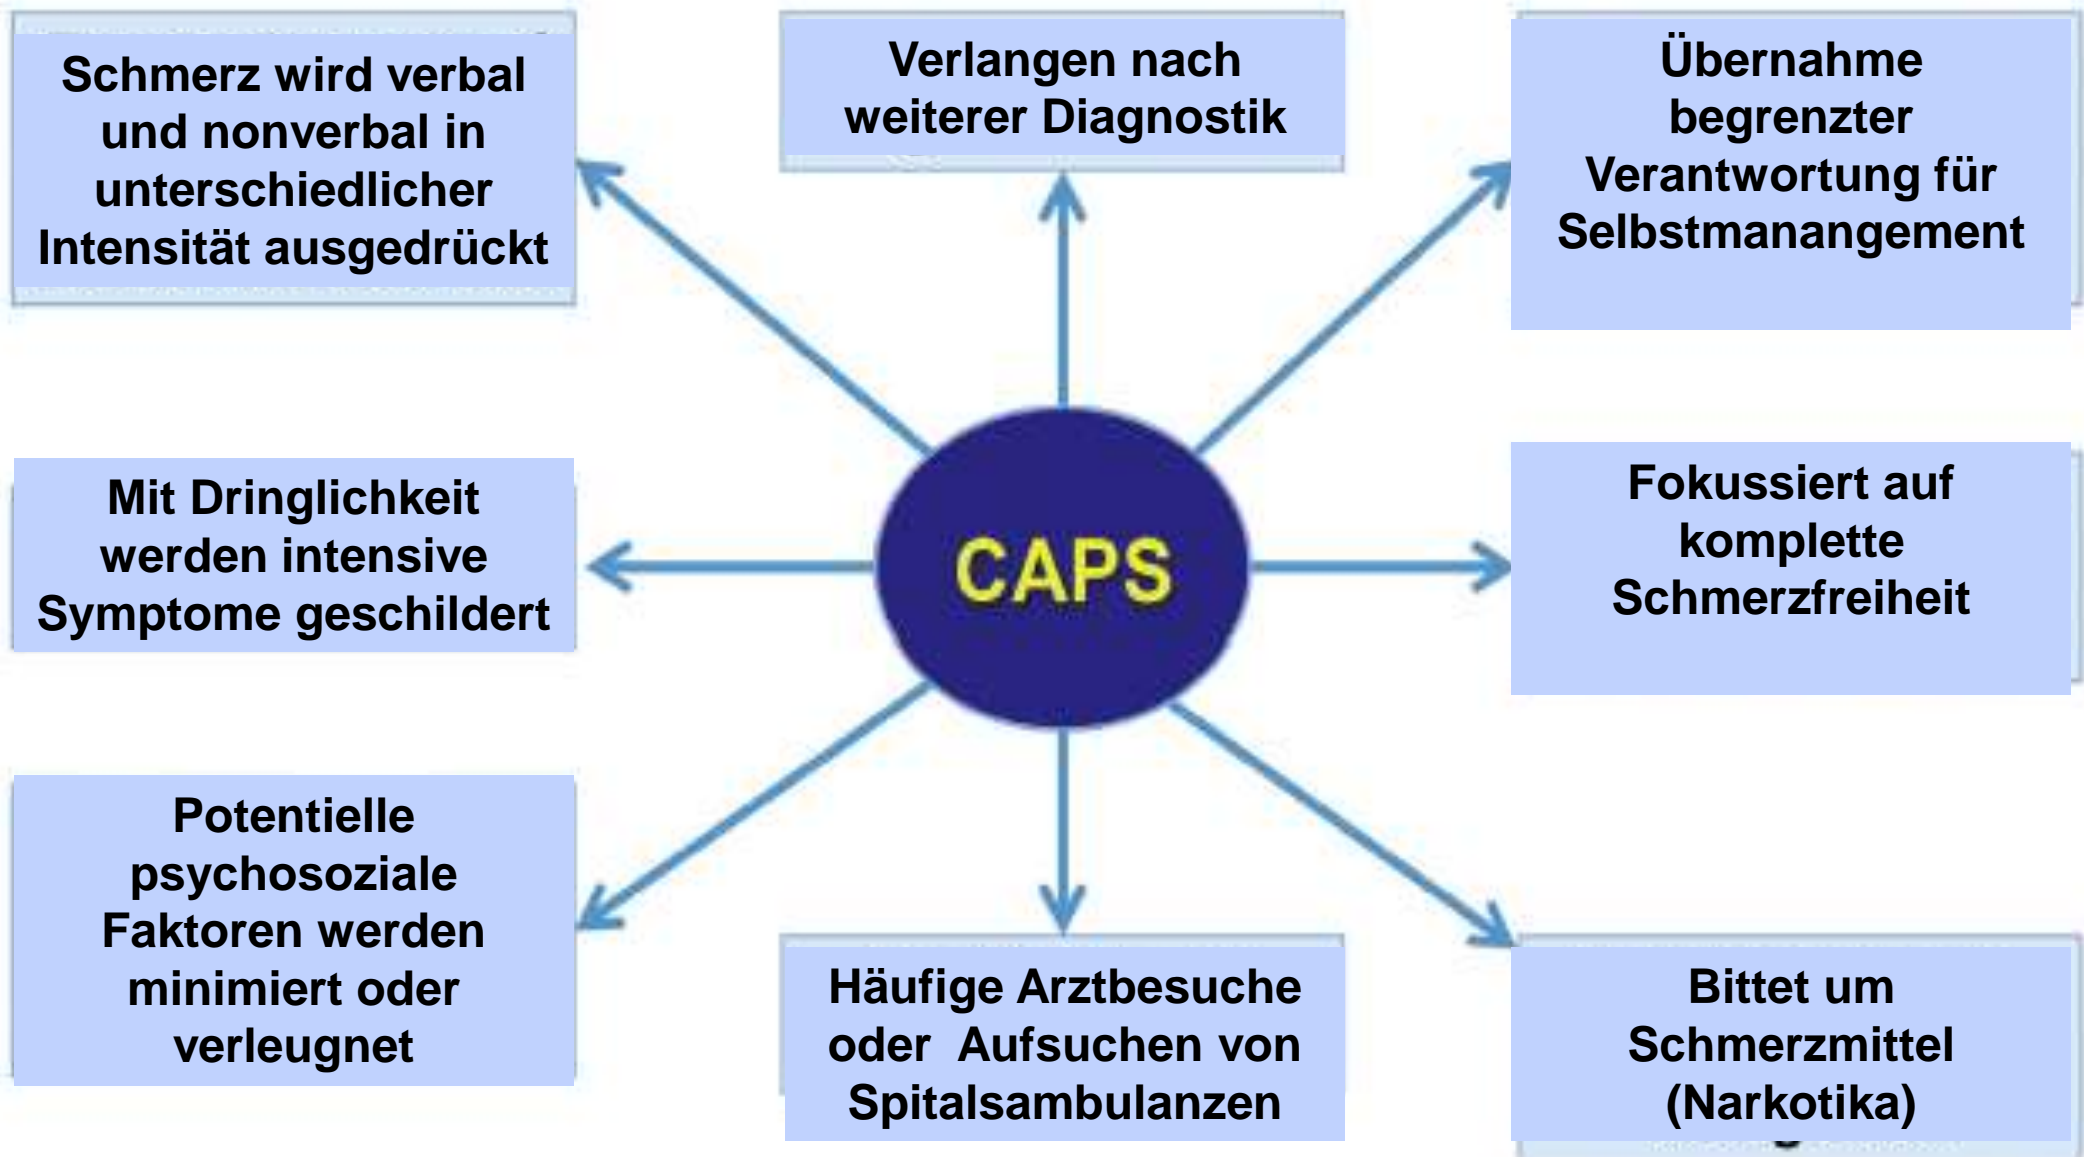 Schmerz wird verbal
und nonverbal in
unterschiedlicher
Intensität ausgedrückt
Verlangen nach
weiterer Diagnostik
Übernahme
begrenzter
Verantwortung für
Selbstmanangement
Mit Dringlichkeit
werden intensive
Symptome geschildert
CAPS
Fokussiert auf
komplette
Schmerzfreiheit
Potentielle
psychosoziale
Faktoren werden
minimiert oder
verleugnet
Häufige Arztbesuche
oder  Aufsuchen von
Spitalsambulanzen
Bittet um
Schmerzmittel
(Narkotika)